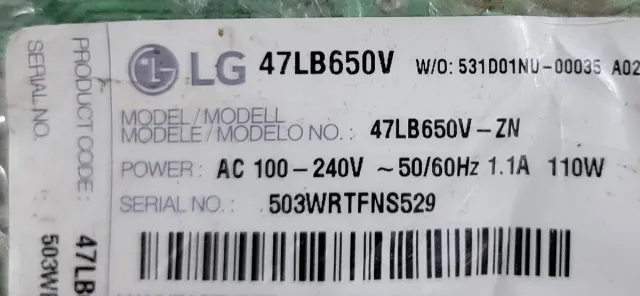 LG 47LB650V W/O: 531D01NU-00035 A02
MODEL/MODELL
MODELE/MODELO NO.: 47LB650V-ZN
POWER: AC 100-240V ~50/60Hz 1.1A 110W
SERIAL NO.: 503WRTFNS529
PRODUCT CODE: 47LB
SERIAL NO. 503W